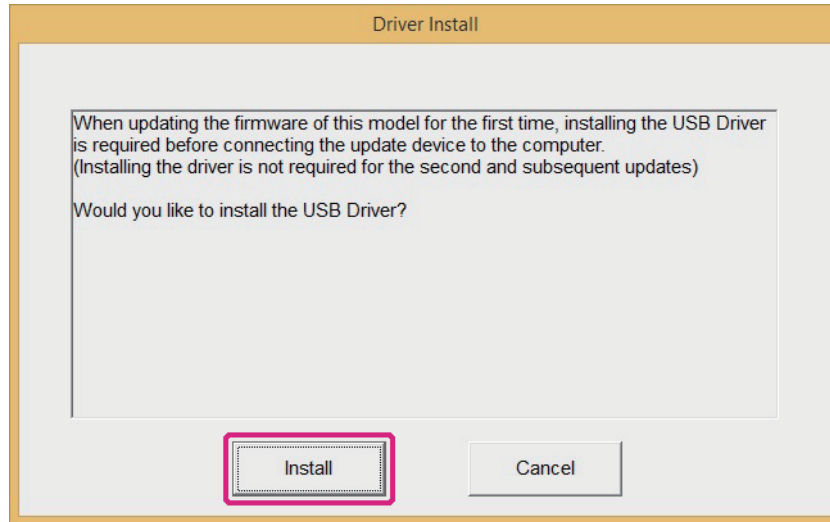 Driver Install
When updating the firmware of this model for the first time, installing the USB Driver
is required before connecting the update device to the computer.
(Installing the driver is not required for the second and subsequent updates)
Would you like to install the USB Driver?
Install
Cancel